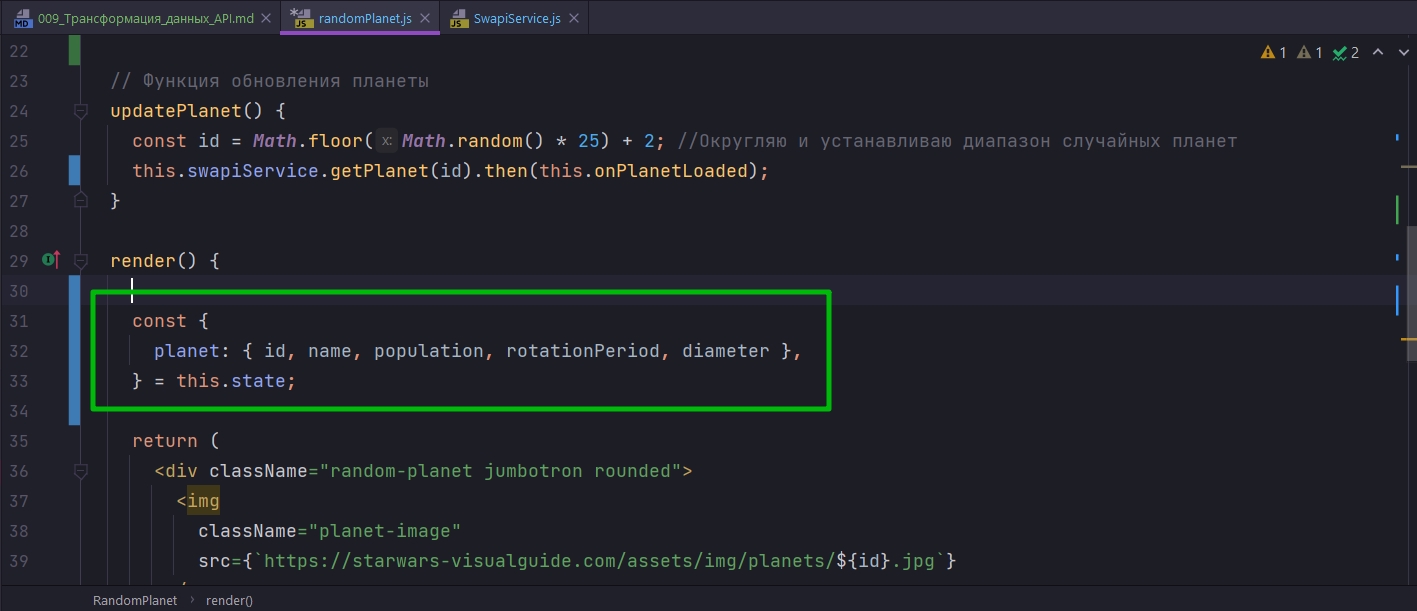 009_Трансформация_данных_API.md randomPlanet.js SwapiService.js
1 1 2
22
23 // Функция обновления планеты
24 updatePlanet() {
25 const id = Math.floor( x: Math.random() * 25) + 2; //Округляю и устанавливаю диапазон случайных планет
26 this.swapiService.getPlanet(id).then(this.onPlanetLoaded);
27 }
28
29 render() {
30
31 const {
32 planet: { id, name, population, rotationPeriod, diameter },
33 } = this.state;
34
35 return (
36 <div className="random-planet jumbotron rounded">
37 <img
38 className="planet-image"
39 src={`https://starwars-visualguide.com/assets/img/planets/${id}.jpg`}
RandomPlanet › render()